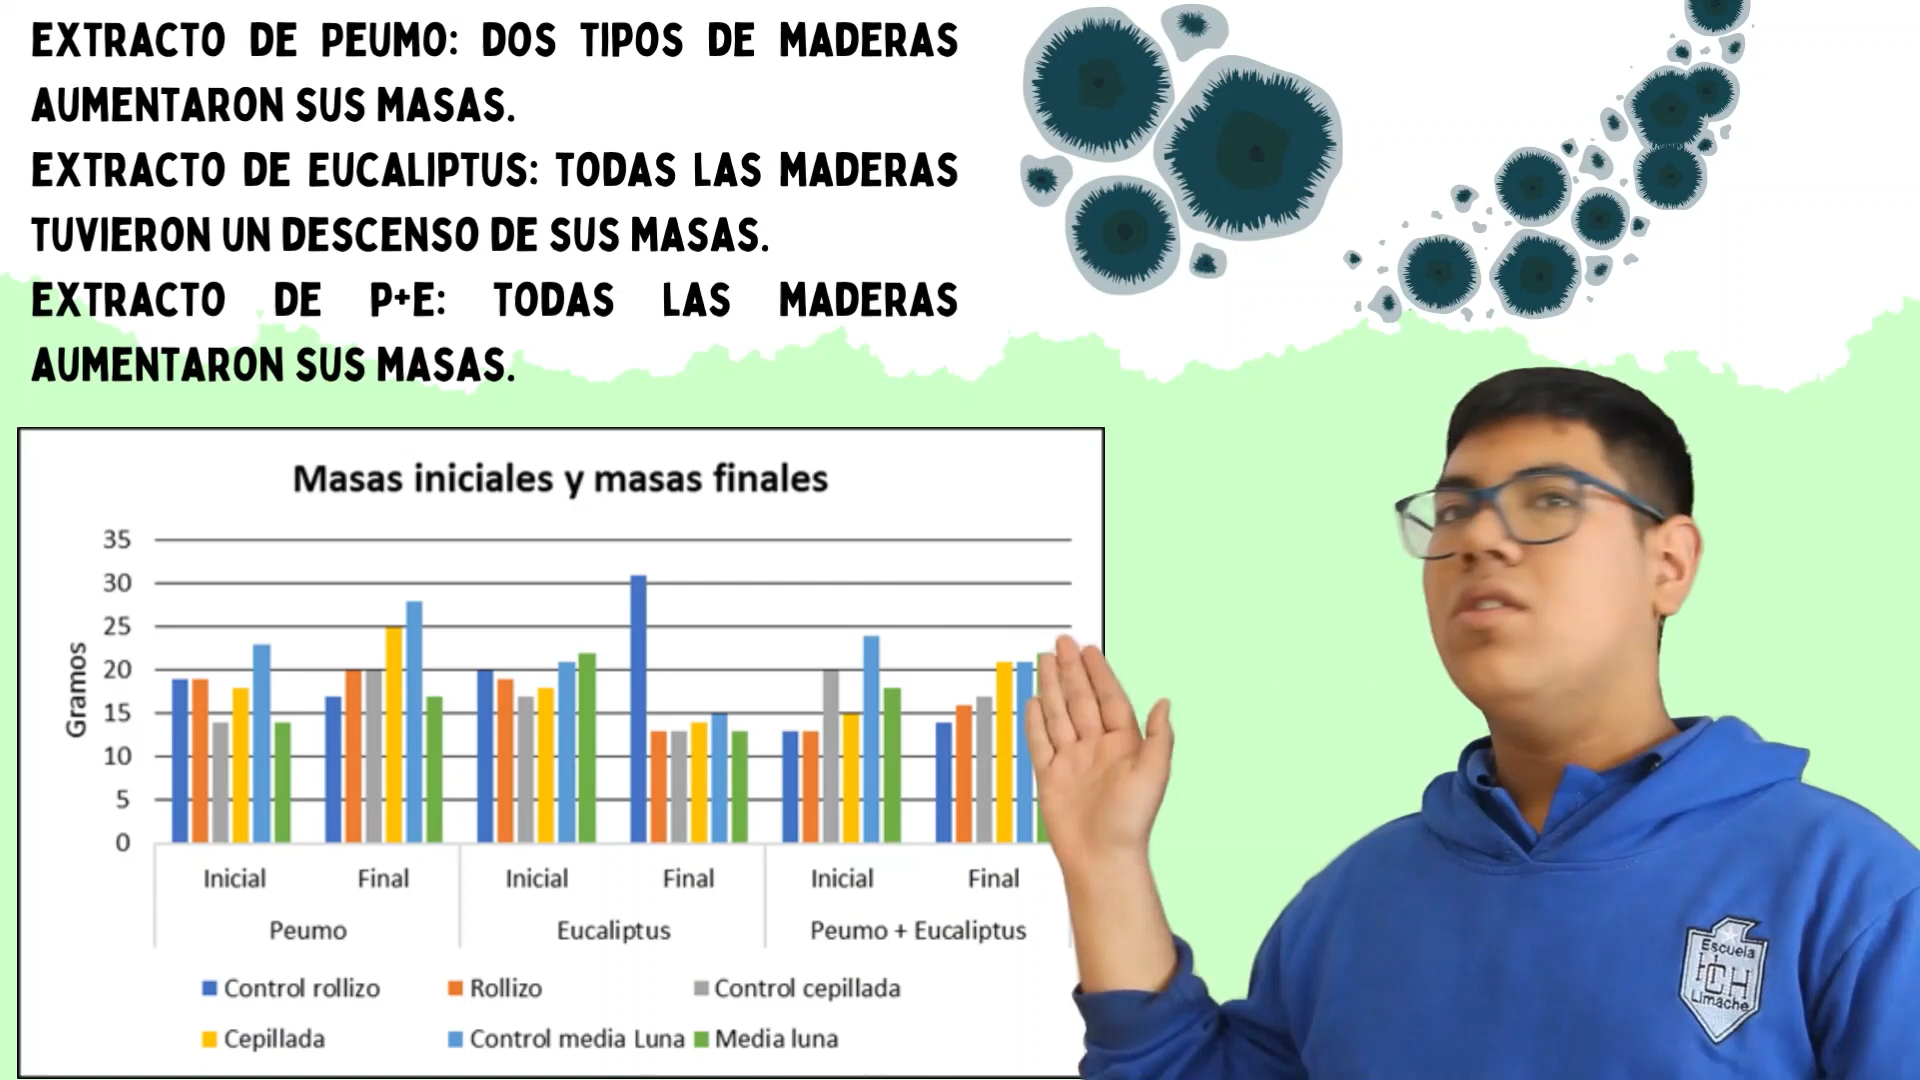 EXTRACTO DE PEUMO: DOS TIPOS DE MADERAS
AUMENTARON SUS MASAS.
EXTRACTO DE EUCALIPTUS: TODAS LAS MADERAS
TUVIERON UN DESCENSO DE SUS MASAS.
EXTRACTO DE P+E: TODAS LAS MADERAS
AUMENTARON SUS MASAS.
Masas iniciales y masas finales
Gramos
35
30
25
20
15
10
5
0
Inicial Final Inicial Final Inicial Final
Peumo Eucaliptus Peumo + Eucaliptus
Control rollizo Rollizo Control cepillada
Cepillada Control media Luna Media luna
Escuela
HCH
Limache